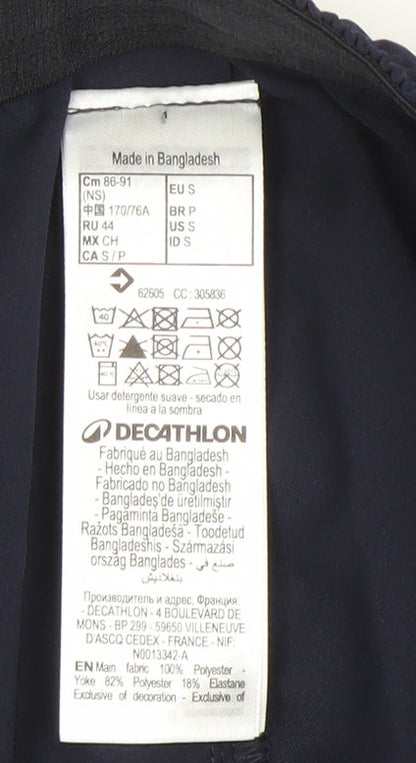 1
Made in Bangladesh
Cm 86-91 EU S
(NS)
中国 170/76A BR P
RU 44 US S
MX CH ID S
CA S / P
62605 CC : 305836
40
40°C
40°C
Usar detergente suave - secado en
línea a la sombra
DECATHLON
Fabriqué au Bangladesh
- Hecho en Bangladesh -
Fabricado no Bangladesh
- Bangladeş'de üretilmiştir
- Pagaminta Bangladeše -
Ražots Bangladeša - Toodetud
Bangladeshis - Származási
ország Banglades - صنع في
بنغلاديش
Производитель и адрес, Франция:
- DECATHLON - 4 BOULEVARD DE
MONS - BP 299 - 59650 VILLENEUVE
D'ASCQ CEDEX - FRANCE - NIF:
N0013342-A
EN Main fabric 100% Polyester -
Yoke 82% Polyester 18% Elastane
Exclusive of decoration - Exclusive of